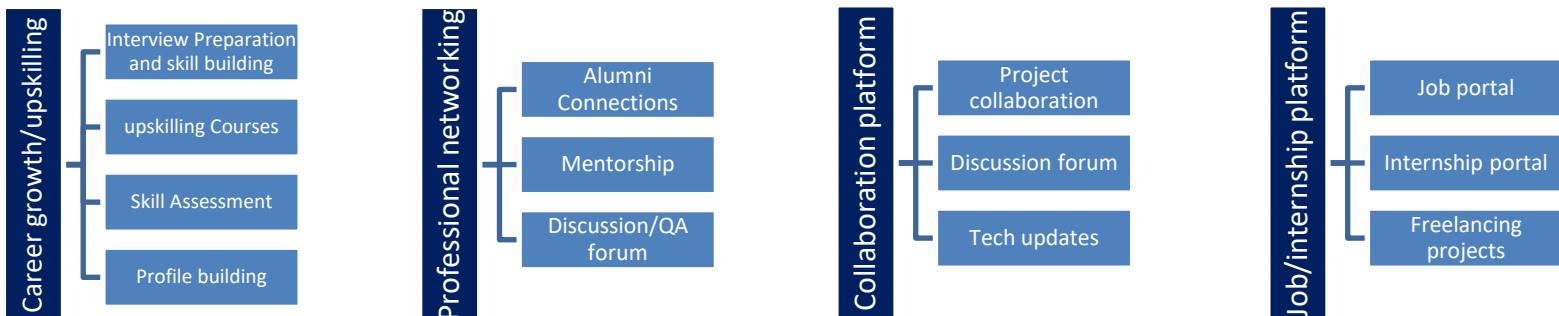 Career growth/upskilling
Interview Preparation
and skill building
upskilling Courses
Skill Assessment
Profile building
Professional networking
Alumni
Connections
Mentorship
Discussion/QA
forum
Collaboration platform
Project
collaboration
Discussion forum
Tech updates
Job/internship platform
Job portal
Internship portal
Freelancing
projects